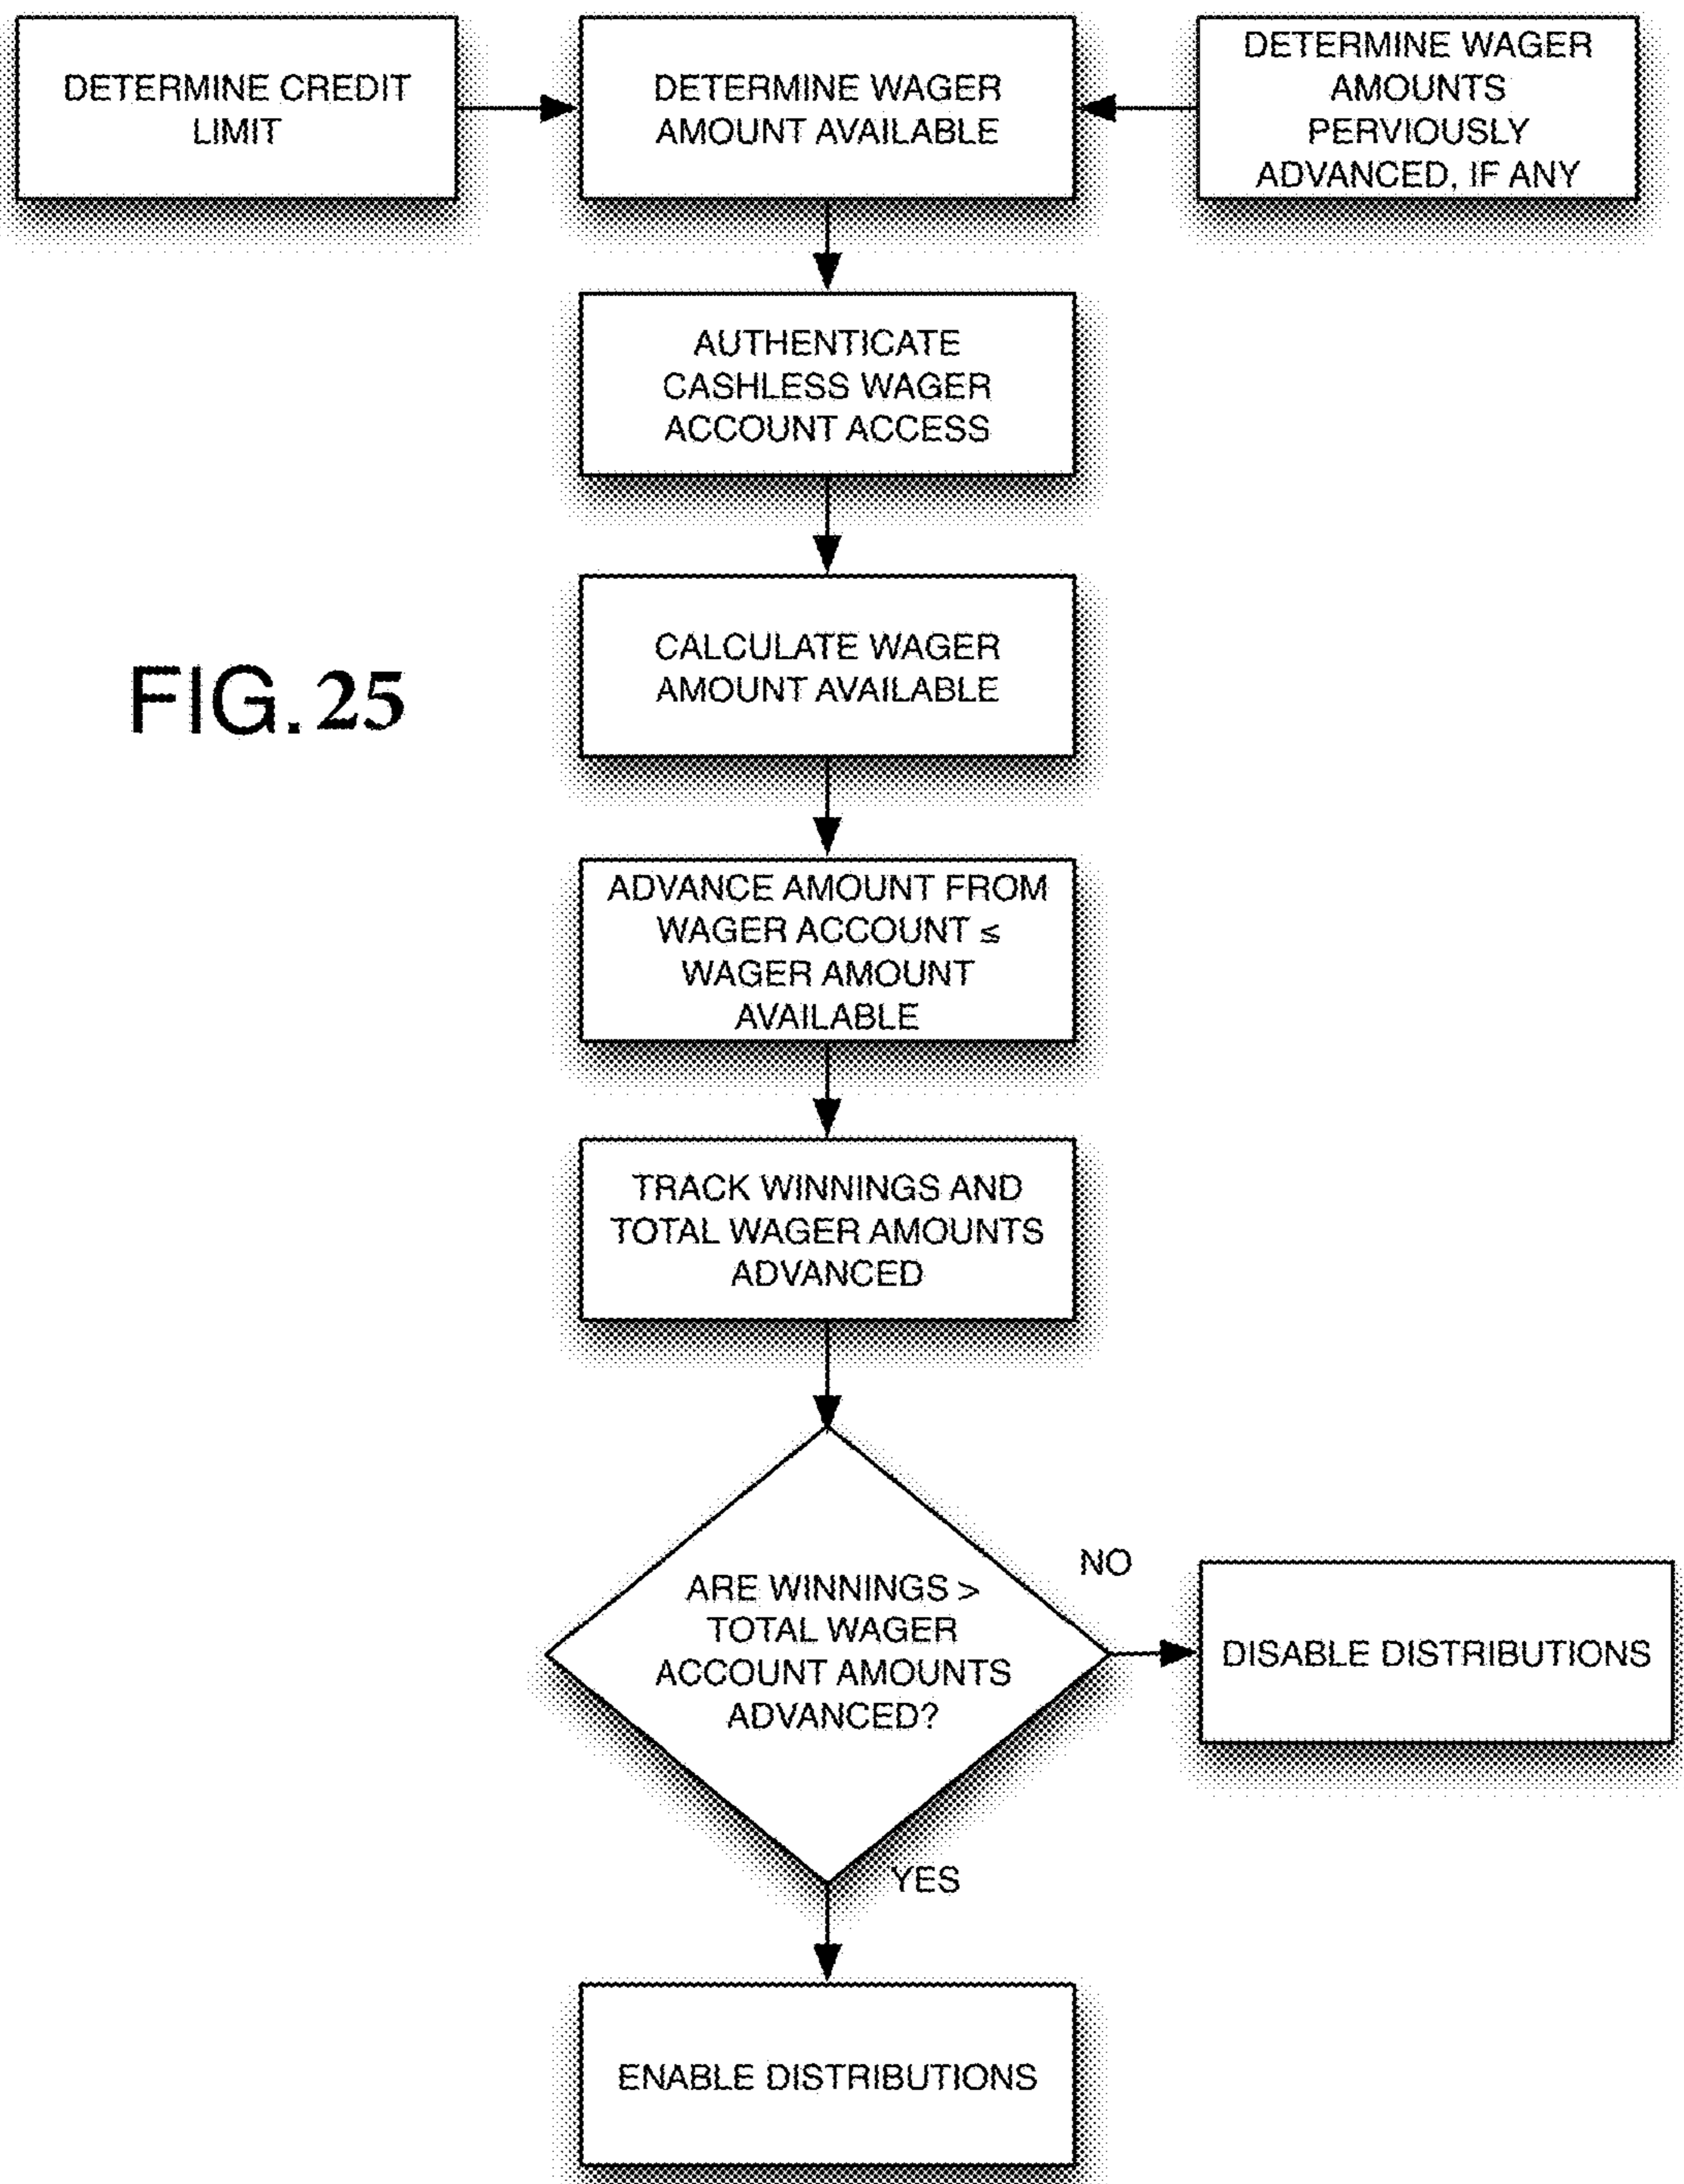 DETERMINE CREDIT
LIMIT
DETERMINE WAGER
AMOUNT AVAILABLE
DETERMINE WAGER
AMOUNTS
PERVIOUSLY
ADVANCED, IF ANY
AUTHENTICATE
CASHLESS WAGER
ACCOUNT ACCESS
CALCULATE WAGER
AMOUNT AVAILABLE
FIG. 25
ADVANCE AMOUNT FROM
WAGER ACCOUNT ≤
WAGER AMOUNT
AVAILABLE
TRACK WINNINGS AND
TOTAL WAGER AMOUNTS
ADVANCED
ARE WINNINGS >
TOTAL WAGER
ACCOUNT AMOUNTS
ADVANCED?
NO
DISABLE DISTRIBUTIONS
YES
ENABLE DISTRIBUTIONS